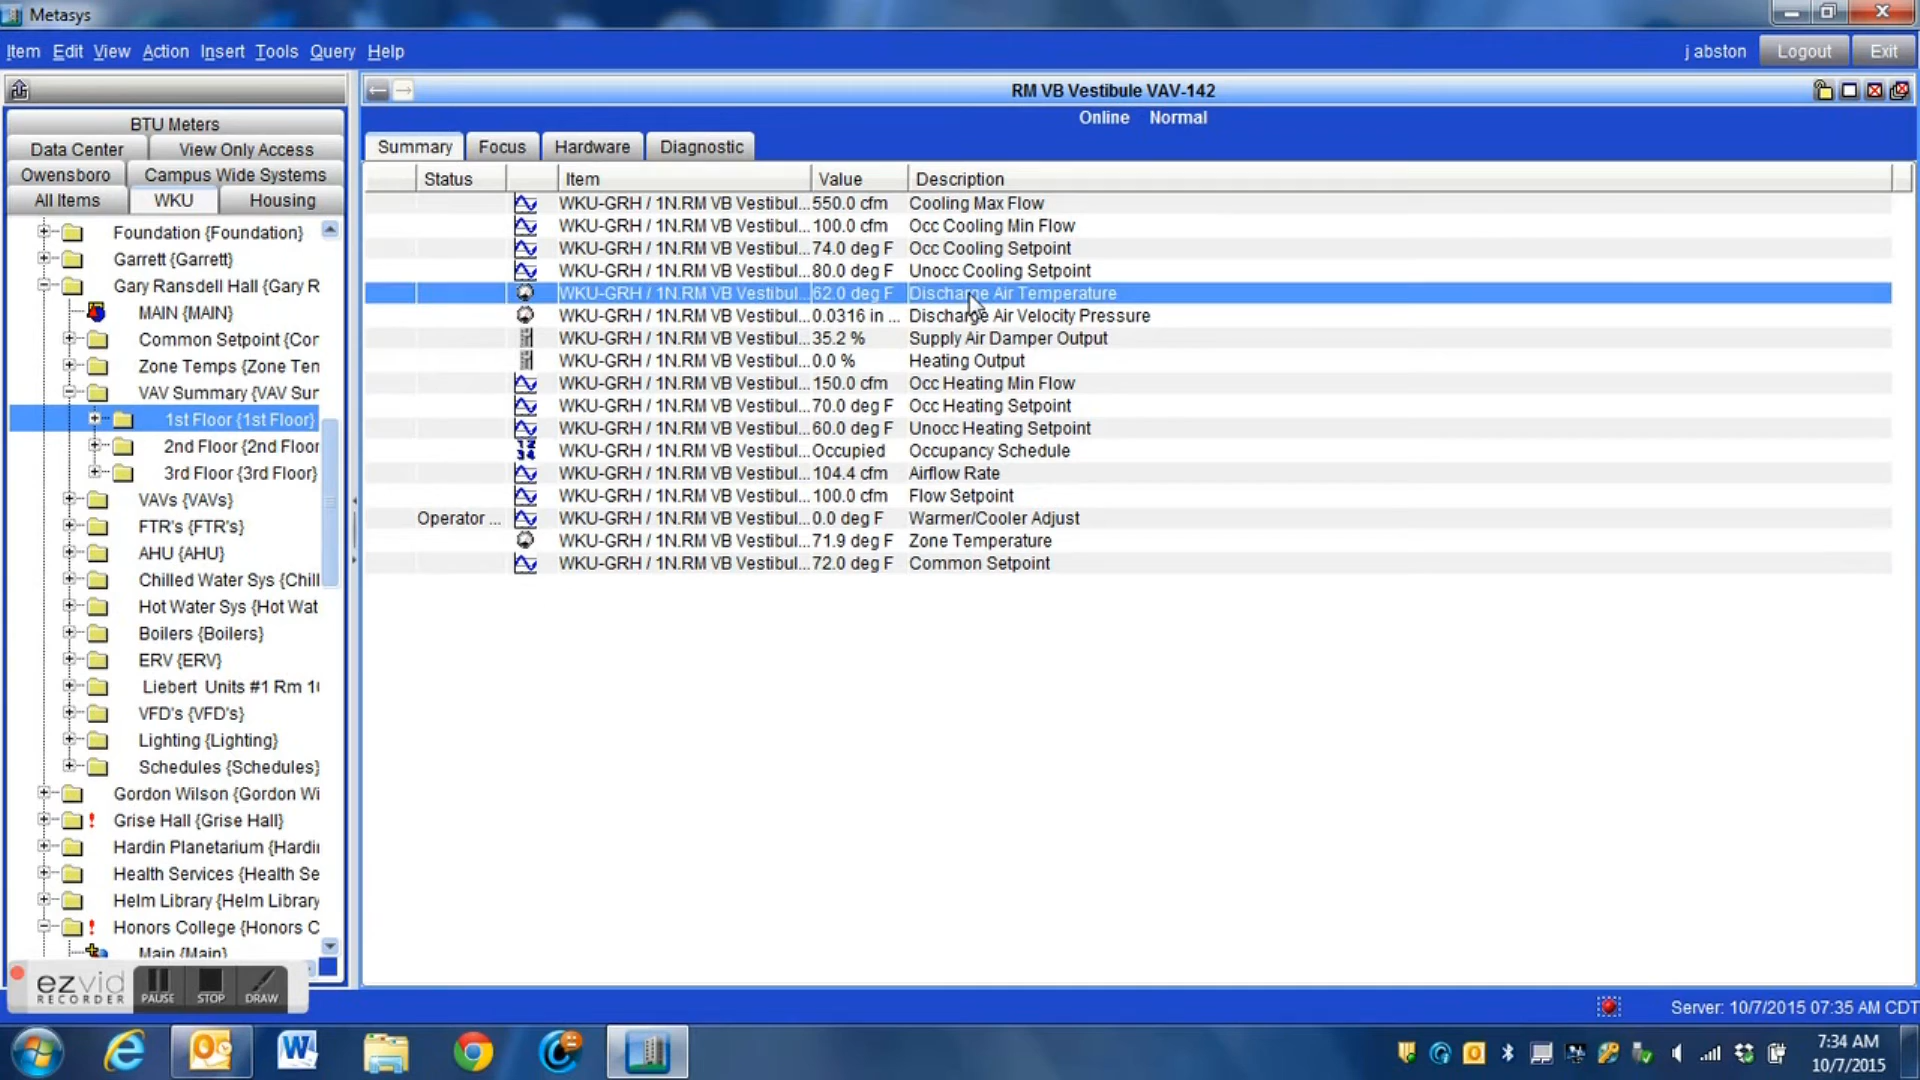 Metasys
Item Edit View Action Insert Tools Query Help
j abston Logout Exit
RM VB Vestibule VAV-142
Online Normal
BTU Meters
Data Center View Only Access
Owensboro Campus Wide Systems
All Items WKU Housing
Foundation {Foundation}
Garrett {Garrett}
Gary Ransdell Hall {Gary R
MAIN {MAIN}
Common Setpoint {Cor
Zone Temps {Zone Ten
VAV Summary {VAV Sur
1st Floor {1st Floor}
2nd Floor {2nd Floor
3rd Floor {3rd Floor}
VAVs {VAVs}
FTR's {FTR's}
AHU {AHU}
Chilled Water Sys {Chill
Hot Water Sys {Hot Wat
Boilers {Boilers}
ERV {ERV}
Liebert Units #1 Rm 1
VFD's {VFD's}
Lighting {Lighting}
Schedules {Schedules}
Gordon Wilson {Gordon Wi
Grise Hall {Grise Hall}
Hardin Planetarium {Hardi
Health Services {Health Se
Helm Library {Helm Library
Honors College {Honors C
Main {Main}
Summary Focus Hardware Diagnostic
Status Item Value Description
WKU-GRH / 1N.RM VB Vestibul... 550.0 cfm Cooling Max Flow
WKU-GRH / 1N.RM VB Vestibul... 100.0 cfm Occ Cooling Min Flow
WKU-GRH / 1N.RM VB Vestibul... 74.0 deg F Occ Cooling Setpoint
WKU-GRH / 1N.RM VB Vestibul... 80.0 deg F Unocc Cooling Setpoint
WKU-GRH / 1N.RM VB Vestibul... 62.0 deg F Discharge Air Temperature
WKU-GRH / 1N.RM VB Vestibul... 0.0316 in ... Discharge Air Velocity Pressure
WKU-GRH / 1N.RM VB Vestibul... 35.2 % Supply Air Damper Output
WKU-GRH / 1N.RM VB Vestibul... 0.0 % Heating Output
WKU-GRH / 1N.RM VB Vestibul... 150.0 cfm Occ Heating Min Flow
WKU-GRH / 1N.RM VB Vestibul... 70.0 deg F Occ Heating Setpoint
WKU-GRH / 1N.RM VB Vestibul... 60.0 deg F Unocc Heating Setpoint
WKU-GRH / 1N.RM VB Vestibul... Occupied Occupancy Schedule
WKU-GRH / 1N.RM VB Vestibul... 104.4 cfm Airflow Rate
WKU-GRH / 1N.RM VB Vestibul... 100.0 cfm Flow Setpoint
Operator ... WKU-GRH / 1N.RM VB Vestibul... 0.0 deg F Warmer/Cooler Adjust
WKU-GRH / 1N.RM VB Vestibul... 71.9 deg F Zone Temperature
WKU-GRH / 1N.RM VB Vestibul... 72.0 deg F Common Setpoint
ezvid
RECORDER PAUSE STOP DRAW
Server: 10/7/2015 07:35 AM CDT
7:34 AM
10/7/2015